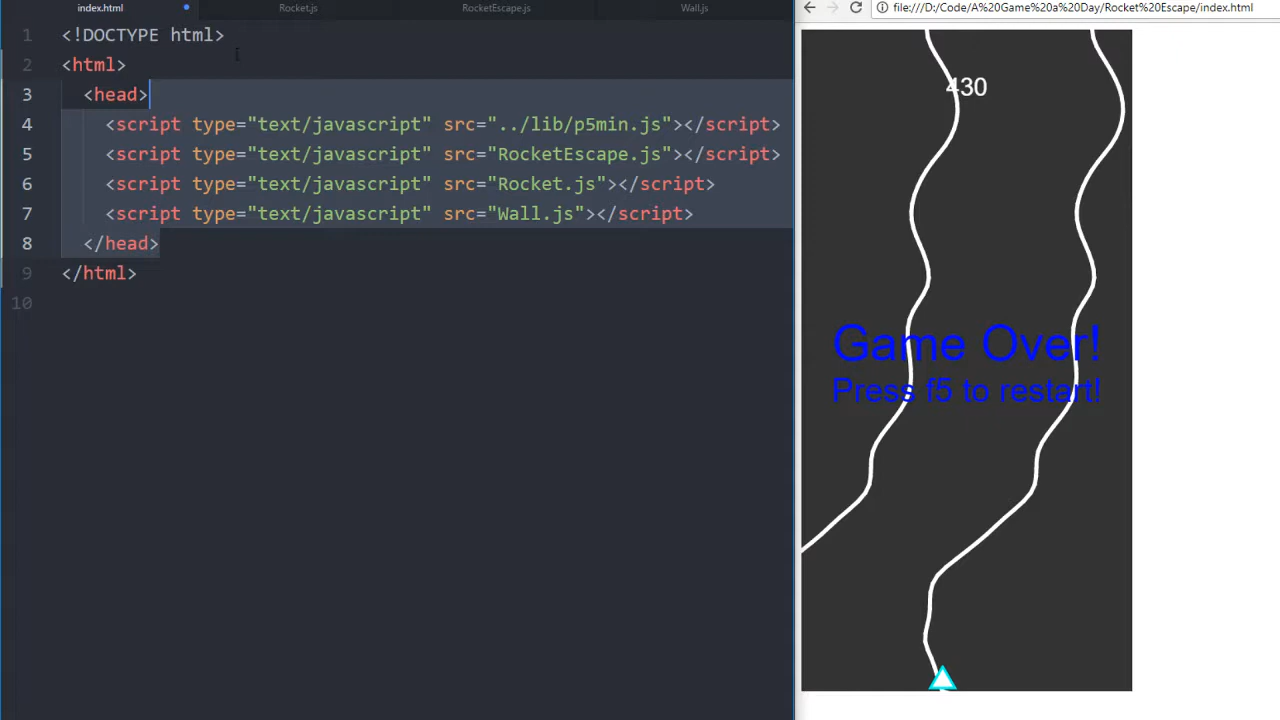 index.html
Rocket.js
RocketEscape.js
Wall.js
1 <!DOCTYPE html>
2 <html>
3 <head>
4 <script type="text/javascript" src="../lib/p5min.js"></script>
5 <script type="text/javascript" src="RocketEscape.js"></script>
6 <script type="text/javascript" src="Rocket.js"></script>
7 <script type="text/javascript" src="Wall.js"></script>
8 </head>
9 </html>
10
file:///D:/Code/A%20Game%20a%20Day/Rocket%20Escape/index.html
430
Game Over!
Press f5 to restart!